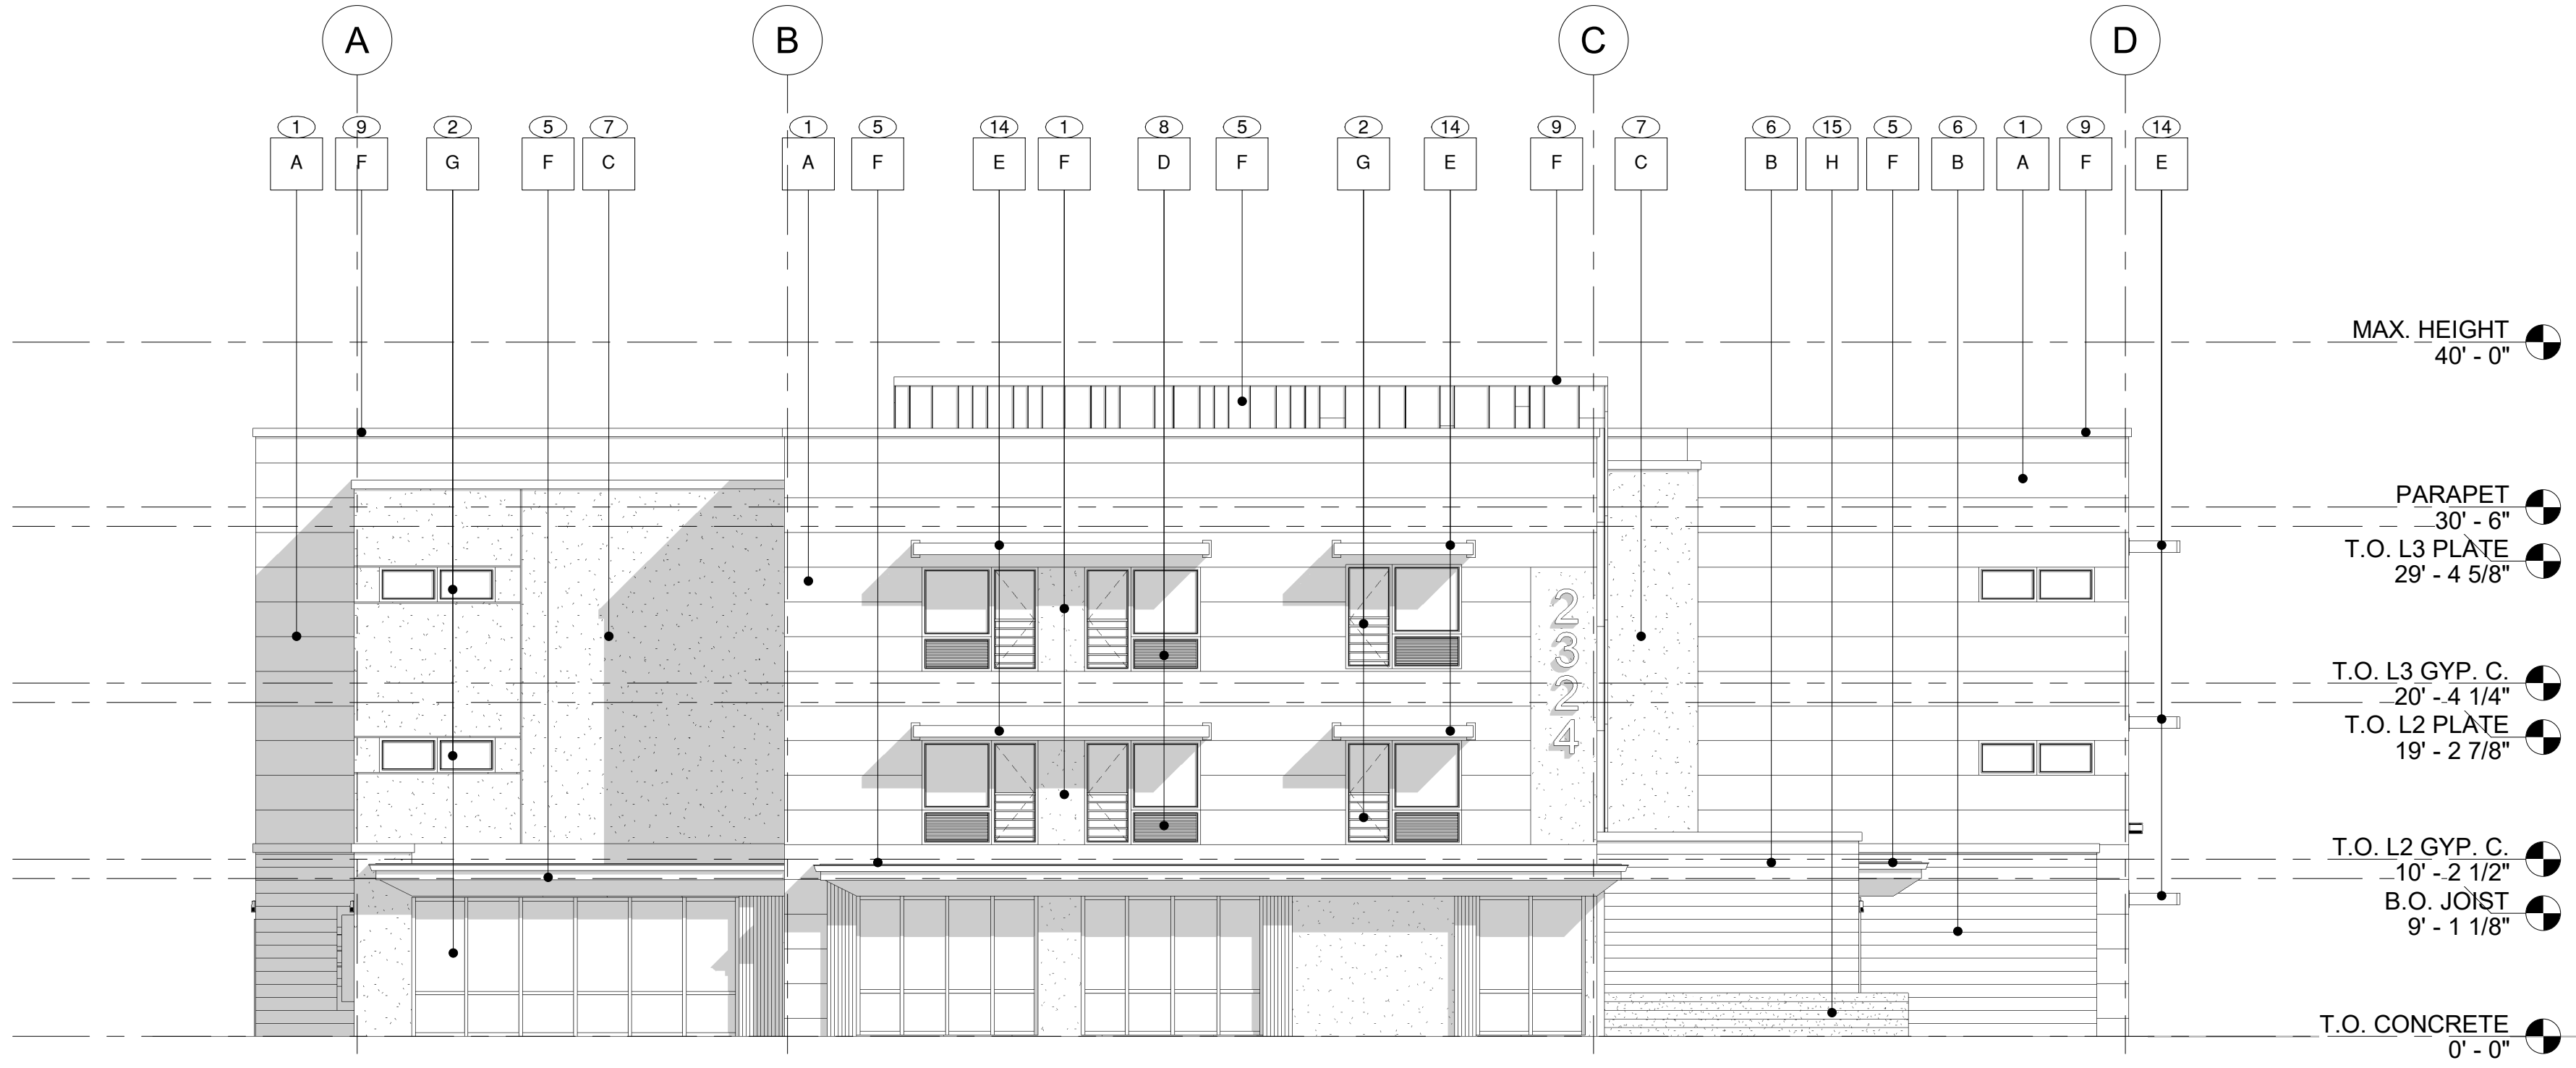 A B C D
1 9 2 5 7 1 5 14 1 8 5 2 14 9 7 6 15 5 6 1 9 14
A F G F C A F E F D F G E F C B H F B A F E
MAX. HEIGHT
40' - 0"
PARAPET
30' - 6"
T.O. L3 PLATE
29' - 4 5/8"
2
3
2
4
T.O. L3 GYP. C.
20' - 4 1/4"
T.O. L2 PLATE
19' - 2 7/8"
T.O. L2 GYP. C.
10' - 2 1/2"
B.O. JOIST
9' - 1 1/8"
T.O. CONCRETE
0' - 0"